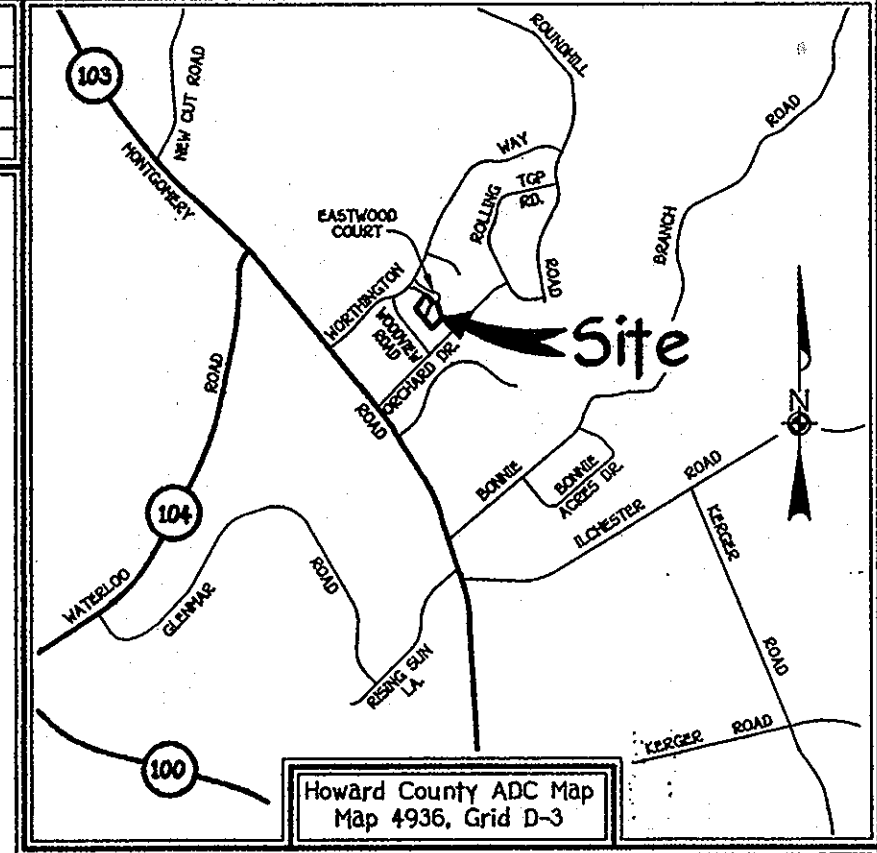 ROUNDHILL
103
NEW CUT ROAD
ROAD
MONTGOMERY
WAY
TOP
RD.
ROLLING
EASTWOOD
COURT
BRANCH
ROAD
WORTHINGTON
WOODVIEW
ROAD
Site
ORCHARD DR.
ROAD
ROAD
N
BONNIE
BONNIE
ACRES DR.
ROAD
ILCHESTER
KERGER
104
ROAD
WATERLOO
GLENMAR
ROAD
RISING SUN
LA.
KERGER ROAD
100
Howard County ADC Map
Map 4936, Grid D-3